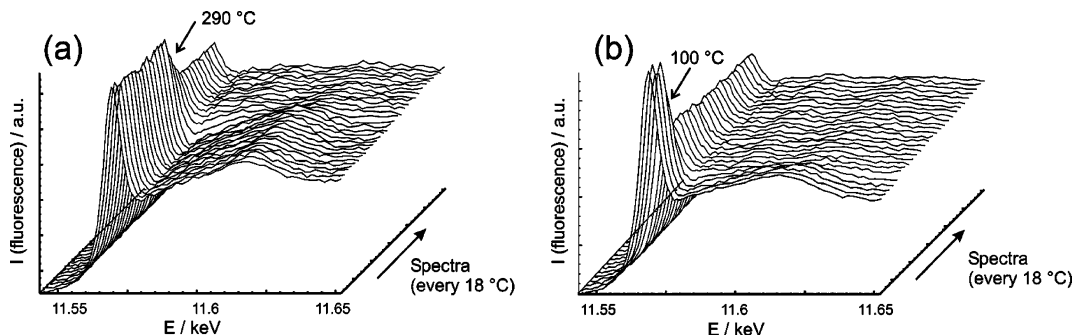 (a)
290 °C
I (fluorescence) / a.u.
11.55
11.6
11.65
E / keV
Spectra
(every 18 °C)
(b)
100 °C
I (fluorescence) / a.u.
11.55
11.6
11.65
E / keV
Spectra
(every 18 °C)